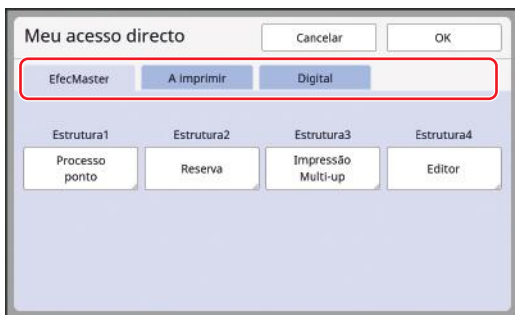 Meu acesso directo
Cancelar
OK
EfecMaster
A imprimir
Digital
Estrutura1
Estrutura2
Estrutura3
Estrutura4
Processo
ponto
Reserva
Impressão
Multi-up
Editor